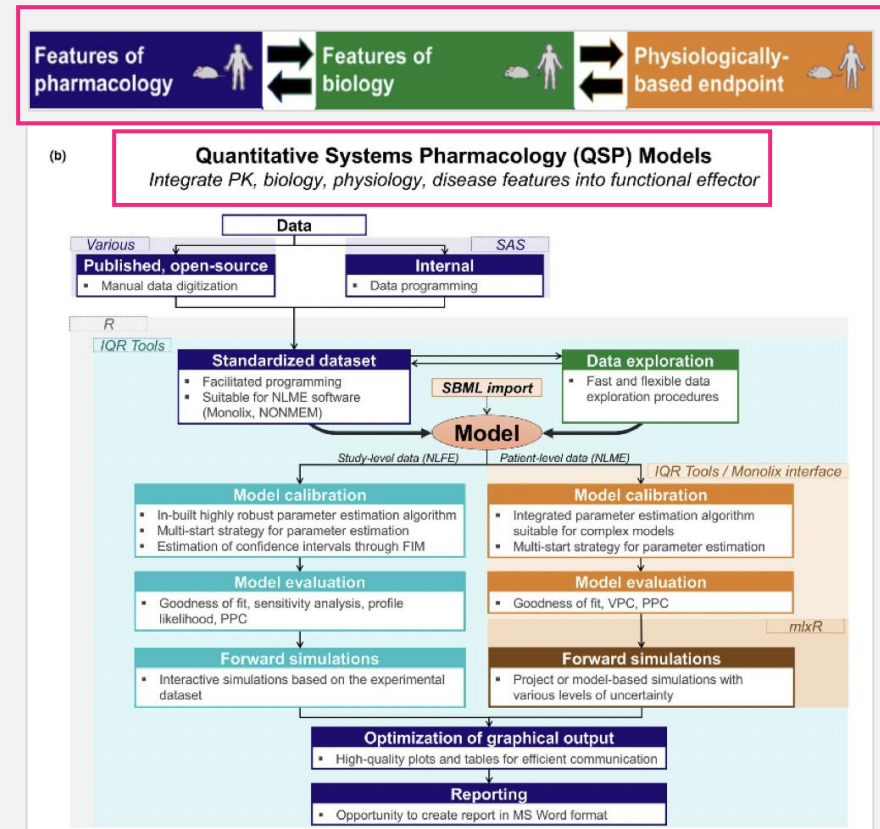 Features of
pharmacology
Features of
biology
Physiologically-
based endpoint
(b)
Quantitative Systems Pharmacology (QSP) Models
Integrate PK, biology, physiology, disease features into functional effector
Data
Various
SAS
Published, open-source
▪ Manual data digitization
Internal
▪ Data programming
R
IQR Tools
Standardized dataset
▪ Facilitated programming
▪ Suitable for NLME software
(Monolix, NONMEM)
Data exploration
▪ Fast and flexible data
exploration procedures
SBML import
Model
Study-level data (NLFE)
Patient-level data (NLME)
IQR Tools / Monolix interface
Model calibration
▪ In-built highly robust parameter estimation algorithm
▪ Multi-start strategy for parameter estimation
▪ Estimation of confidence intervals through FIM
Model calibration
▪ Integrated parameter estimation algorithm
suitable for complex models
▪ Multi-start strategy for parameter estimation
Model evaluation
▪ Goodness of fit, sensitivity analysis, profile
likelihood, PPC
Model evaluation
▪ Goodness of fit, VPC, PPC
mlxR
Forward simulations
▪ Interactive simulations based on the experimental
dataset
Forward simulations
▪ Project or model-based simulations with
various levels of uncertainty
Optimization of graphical output
▪ High-quality plots and tables for efficient communication
Reporting
▪ Opportunity to create report in MS Word format